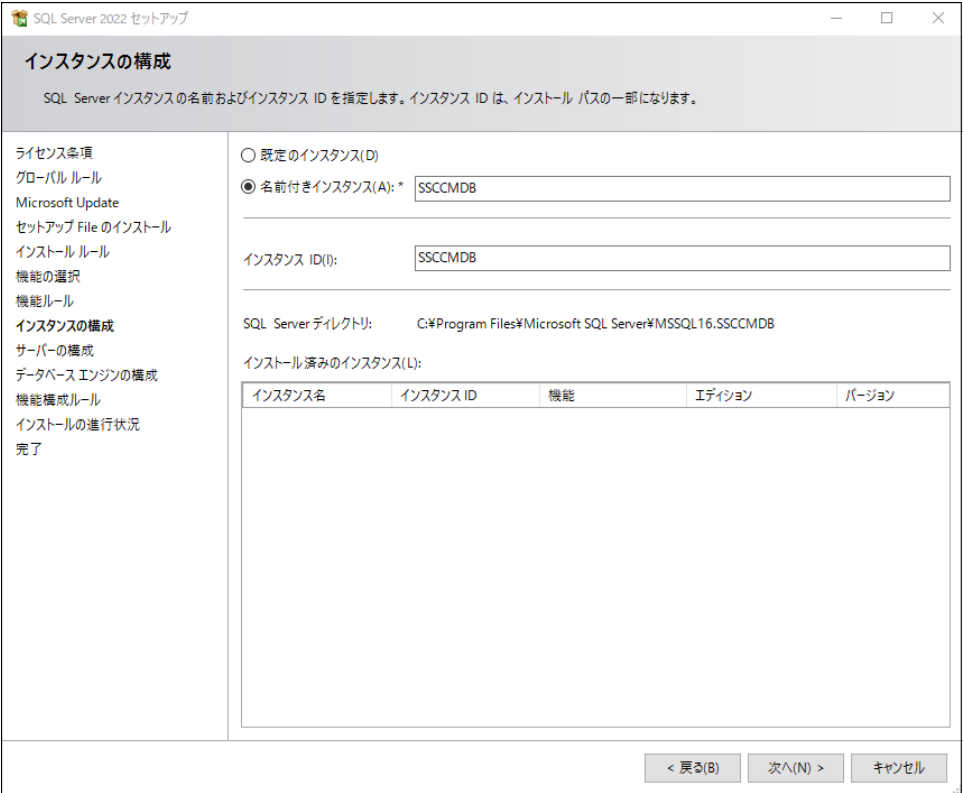 SQL Server 2022 セットアップ
インスタンスの構成
SQL Server インスタンスの名前およびインスタンス ID を指定します。インスタンス ID は、インストール パスの一部になります。
ライセンス条項
グローバル ルール
Microsoft Update
セットアップ File のインストール
インストール ルール
機能の選択
機能ルール
インスタンスの構成
サーバーの構成
データベース エンジンの構成
機能構成ルール
インストールの進行状況
完了
既定のインスタンス(D)
名前付きインスタンス(A): * SSCCMDB
インスタンス ID(I): SSCCMDB
SQL Server ディレクトリ: C:¥Program Files¥Microsoft SQL Server¥MSSQL16.SSCCMDB
インストール済みのインスタンス(L):
インスタンス名 インスタンス ID 機能 エディション バージョン
< 戻る(B) 次へ(N) > キャンセル